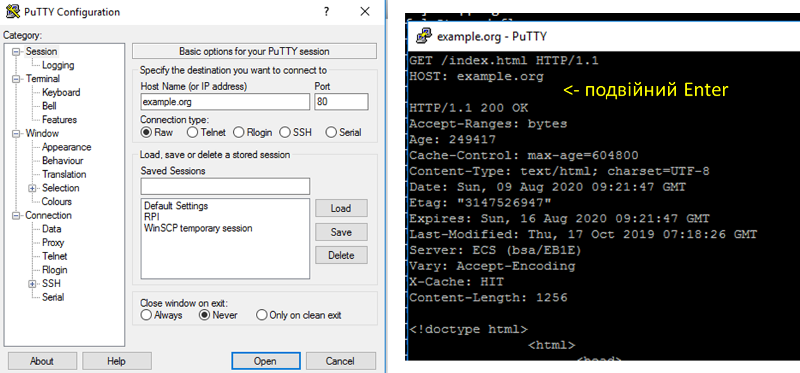 PuTTY Configuration
Category:
Session
Logging
Terminal
Keyboard
Bell
Features
Window
Appearance
Behaviour
Translation
Selection
Colours
Connection
Data
Proxy
Telnet
Rlogin
SSH
Serial
Basic options for your PuTTY session
Specify the destination you want to connect to
Host Name (or IP address) Port
example.org 80
Connection type:
Raw Telnet Rlogin SSH Serial
Load, save or delete a stored session
Saved Sessions
Default Settings
RPI
WinSCP temporary session
Load
Save
Delete
Close window on exit:
Always Never Only on clean exit
About Help Open Cancel
example.org - PuTTY
GET /index.html HTTP/1.1
HOST: example.org
<- подвійний Enter
HTTP/1.1 200 OK
Accept-Ranges: bytes
Age: 249417
Cache-Control: max-age=604800
Content-Type: text/html; charset=UTF-8
Date: Sun, 09 Aug 2020 09:21:47 GMT
Etag: "3147526947"
Expires: Sun, 16 Aug 2020 09:21:47 GMT
Last-Modified: Thu, 17 Oct 2019 07:18:26 GMT
Server: ECS (bsa/EB1E)
Vary: Accept-Encoding
X-Cache: HIT
Content-Length: 1256
<!doctype html>
<html>
<head>